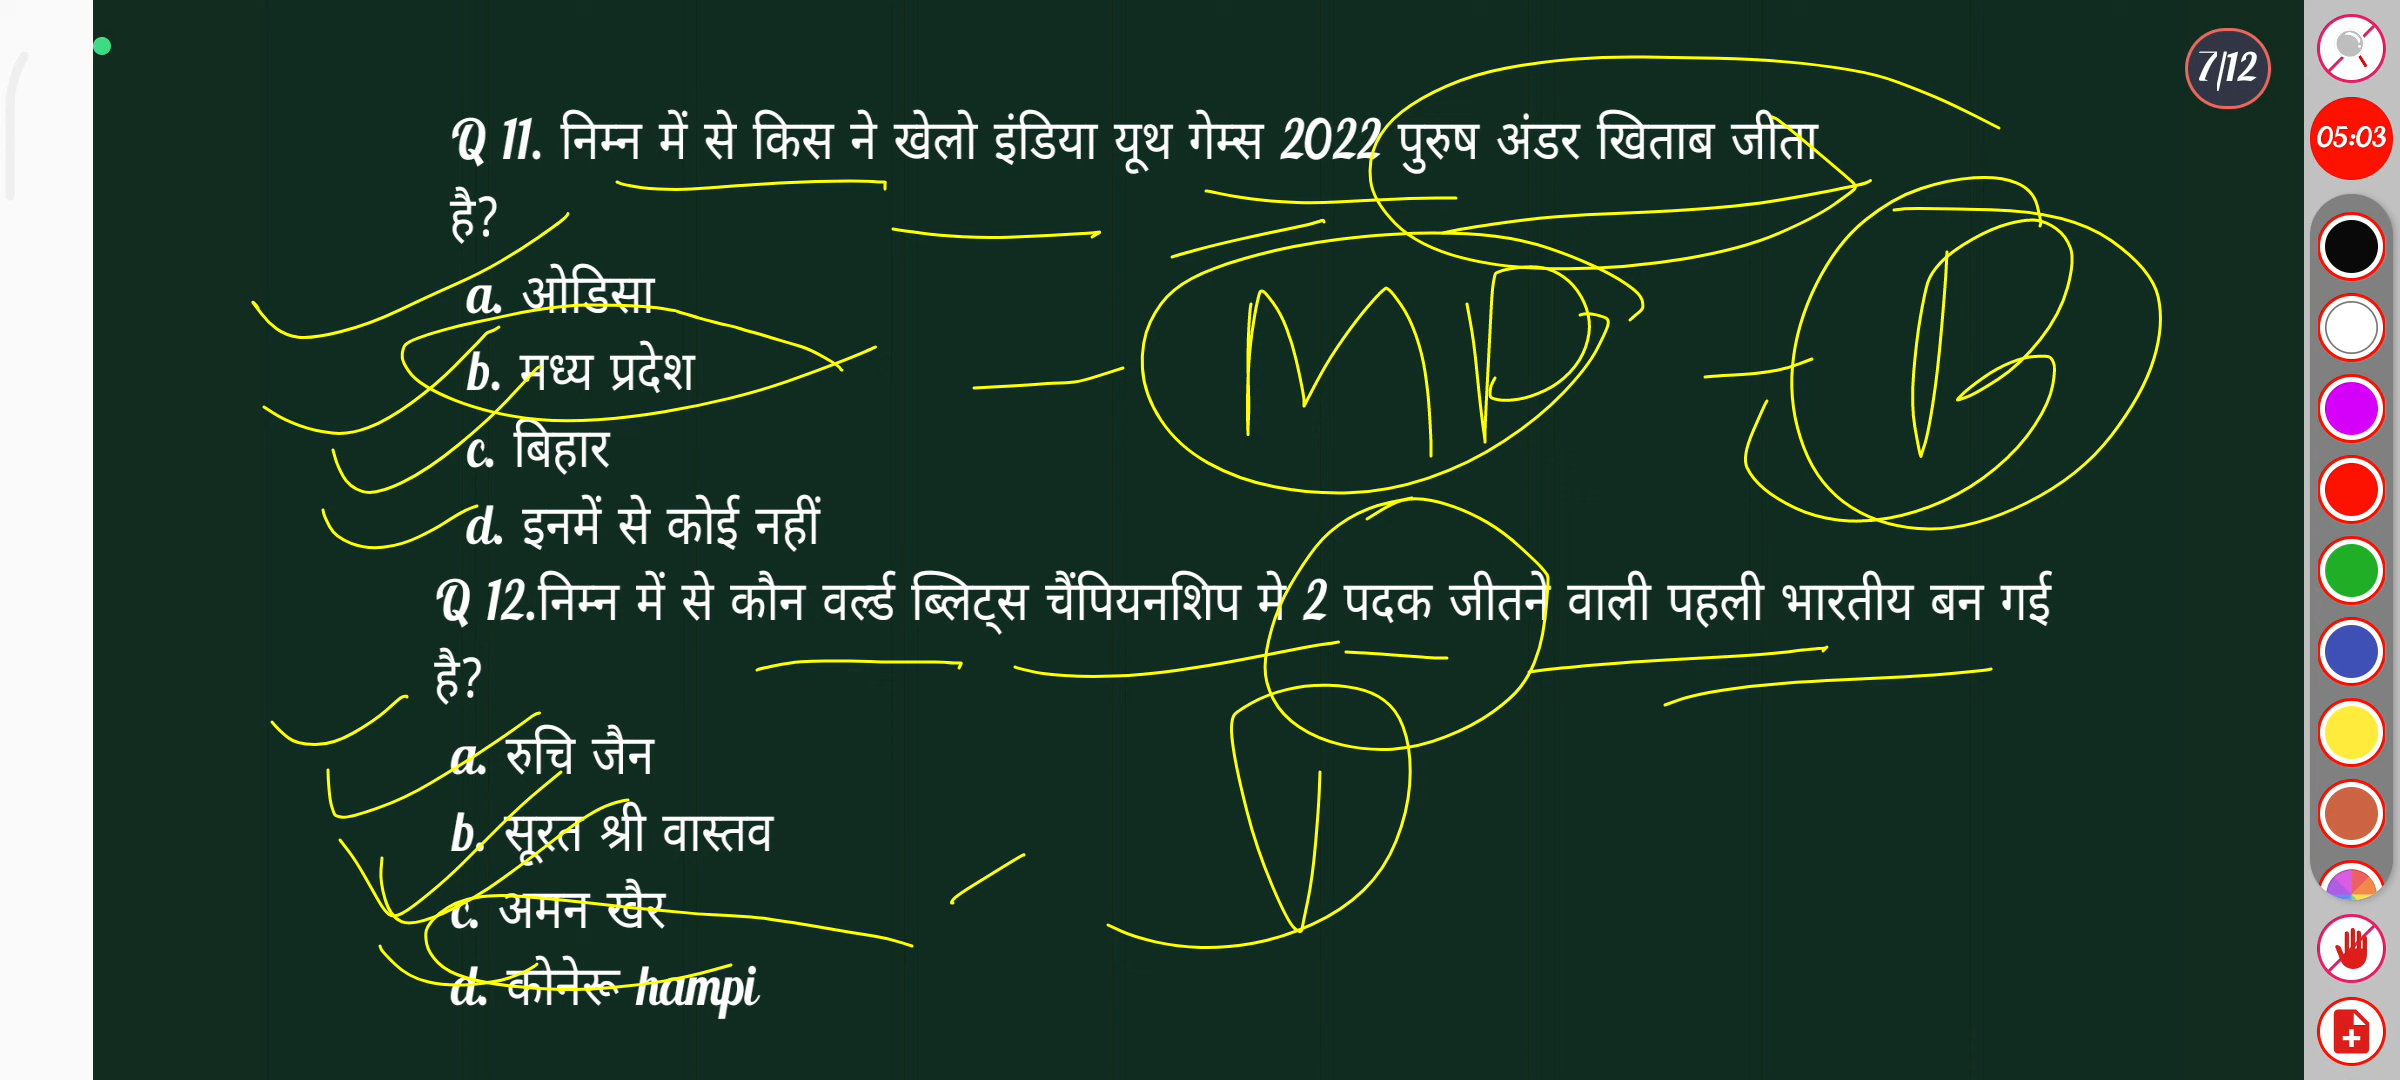 7/12
05:03
Q 11. निम्न में से किस ने खेलो इंडिया यूथ गेम्स 2022 पुरुष अंडर खिताब जीता
है?
a. ओडिसा
b. मध्य प्रदेश
c. बिहार
d. इनमें से कोई नहीं
MP
B
Q 12.निम्न में से कौन वर्ल्ड ब्लिट्स चैंपियनशिप मे 2 पदक जीतने वाली पहली भारतीय बन गई
है?
a. रुचि जैन
b. सूरत श्री वास्तव
c. अमन खैर
d. कोनेरू hampi